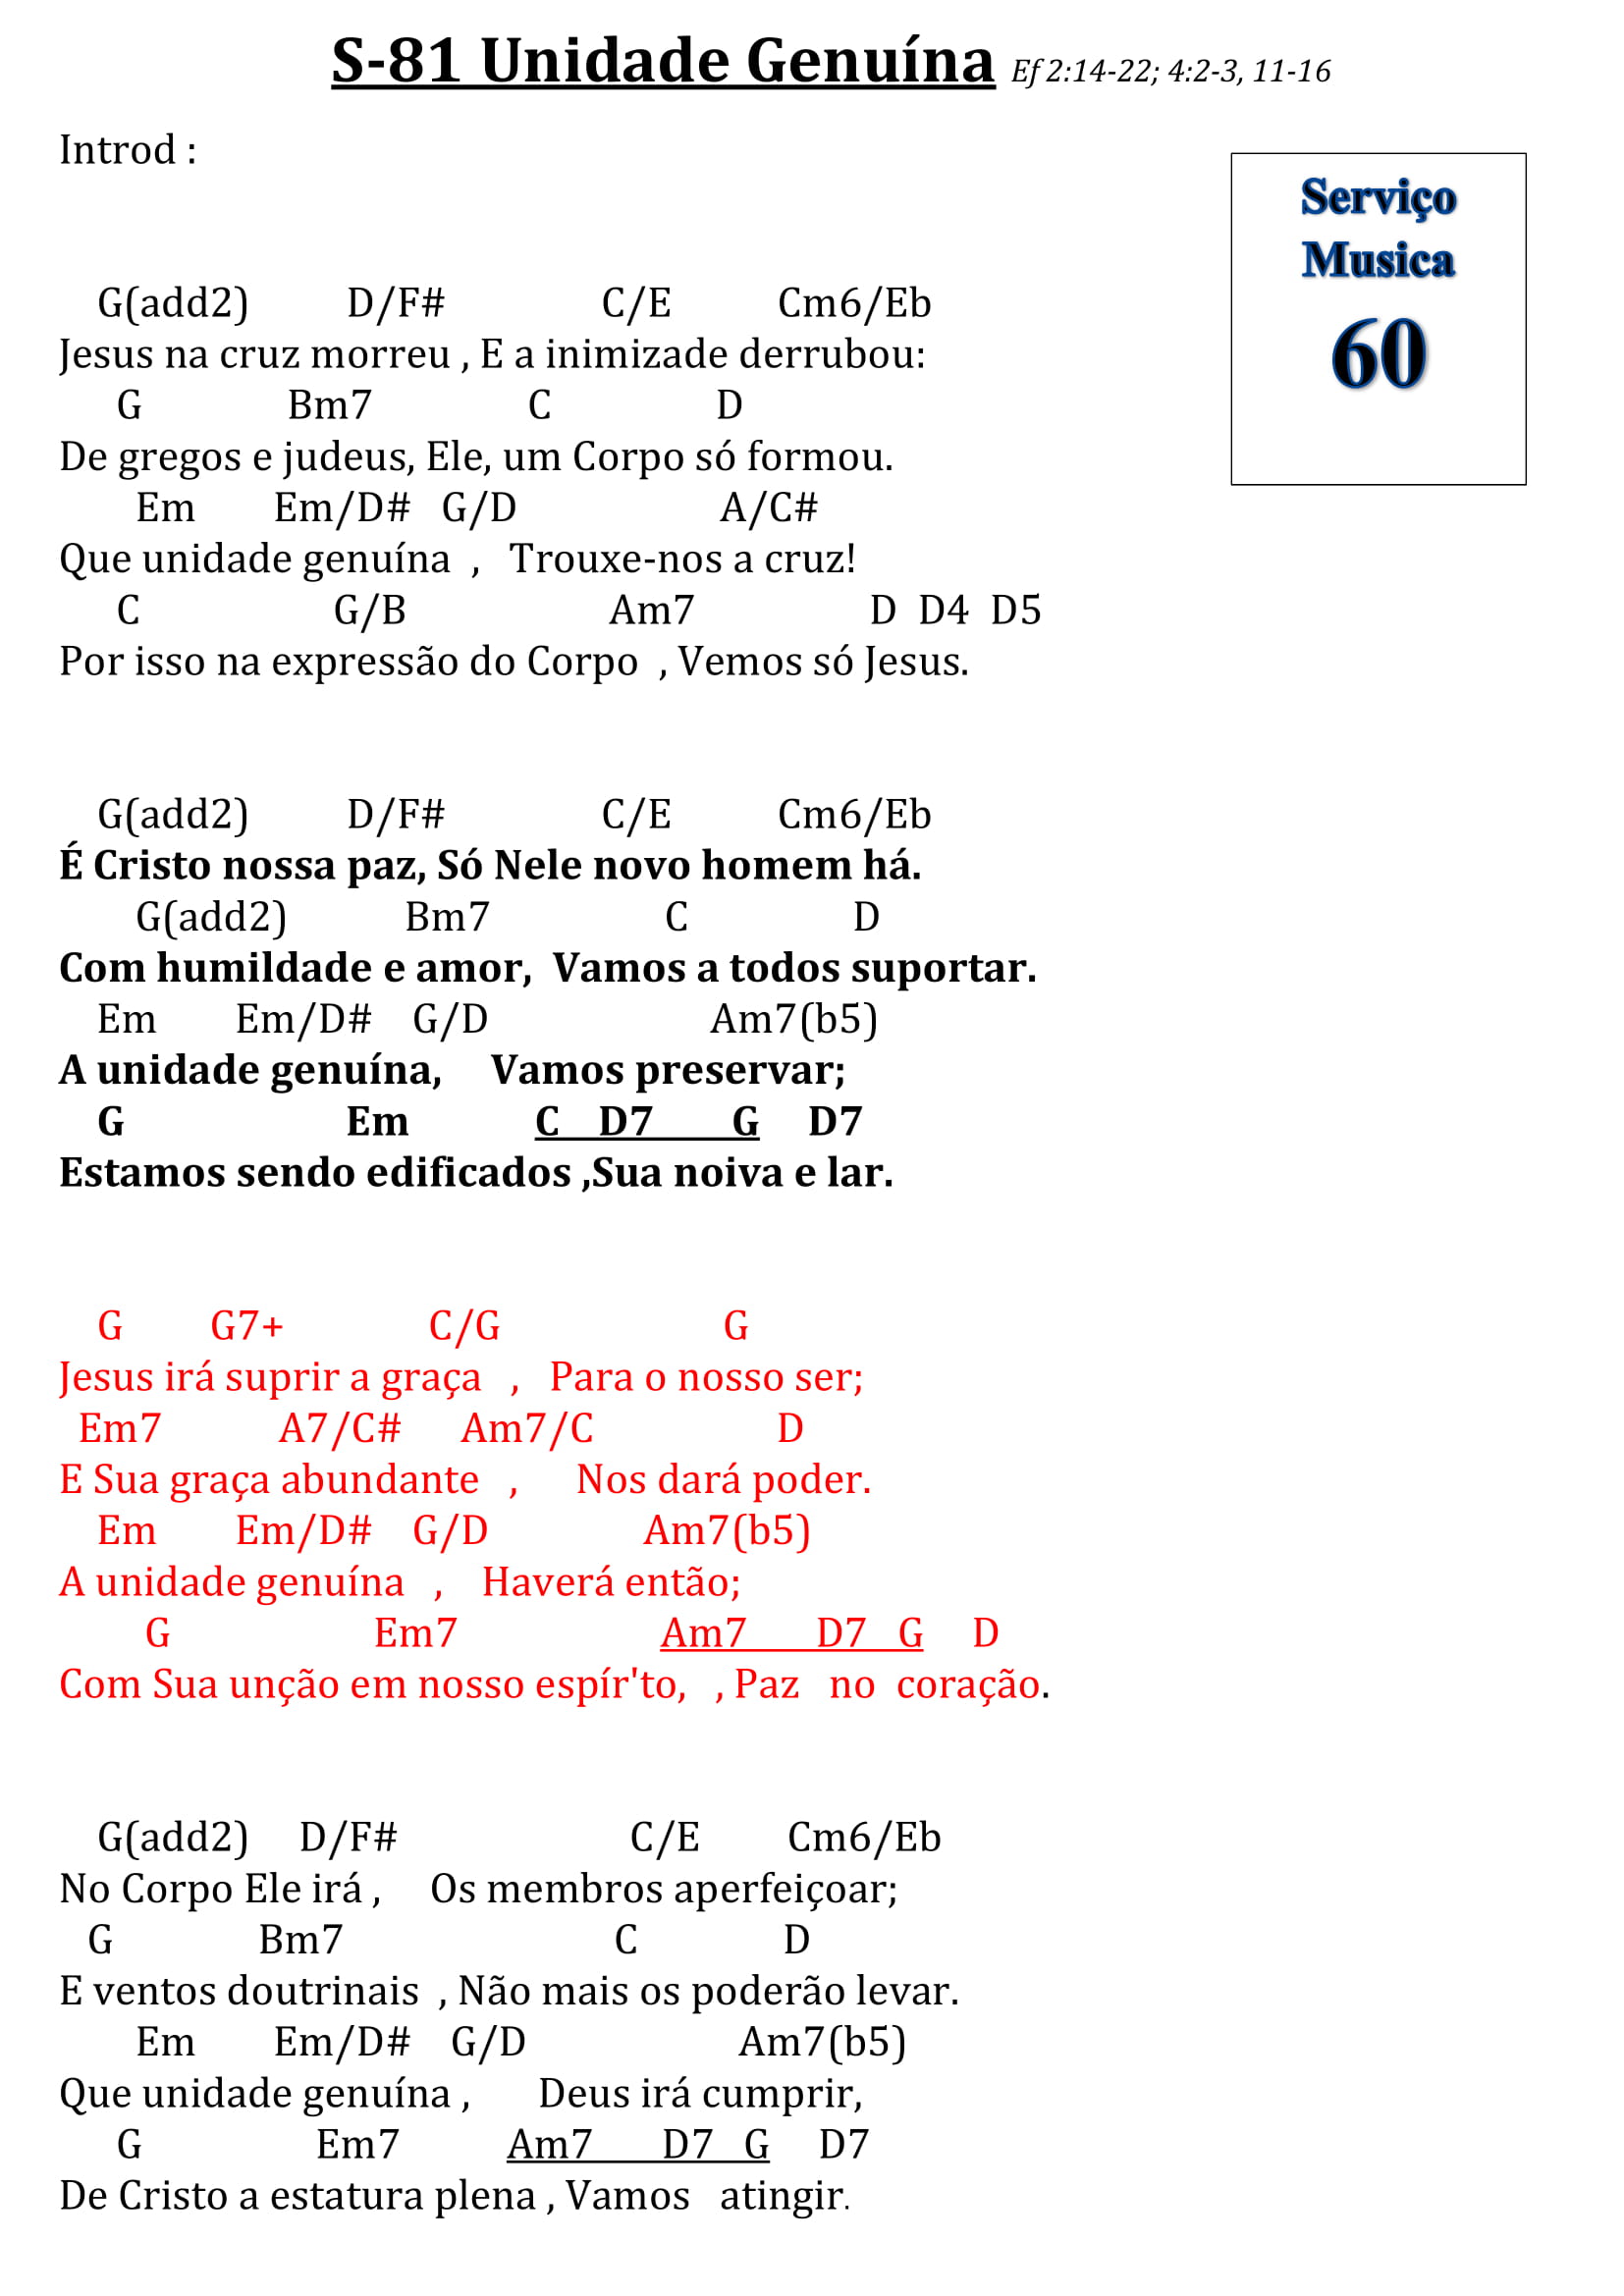 S-81 Unidade Genuína Ef 2:14-22; 4:2-3, 11-16
Introd :
Serviço
Musica
60
G(add2) D/F# C/E Cm6/Eb
Jesus na cruz morreu , E a inimizade derrubou:
G Bm7 C D
De gregos e judeus, Ele, um Corpo só formou.
Em Em/D# G/D A/C#
Que unidade genuína , Trouxe-nos a cruz!
C G/B Am7 D D4 D5
Por isso na expressão do Corpo , Vemos só Jesus.
G(add2) D/F# C/E Cm6/Eb
É Cristo nossa paz, Só Nele novo homem há.
G(add2) Bm7 C D
Com humildade e amor, Vamos a todos suportar.
Em Em/D# G/D Am7(b5)
A unidade genuína, Vamos preservar;
G Em C D7 G D7
Estamos sendo edificados ,Sua noiva e lar.
G G7+ C/G G
Jesus irá suprir a graça , Para o nosso ser;
Em7 A7/C# Am7/C D
E Sua graça abundante , Nos dará poder.
Em Em/D# G/D Am7(b5)
A unidade genuína , Haverá então;
G Em7 Am7 D7 G D
Com Sua unção em nosso espír'to, , Paz no coração.
G(add2) D/F# C/E Cm6/Eb
No Corpo Ele irá , Os membros aperfeiçoar;
G Bm7 C D
E ventos doutrinais , Não mais os poderão levar.
Em Em/D# G/D Am7(b5)
Que unidade genuína , Deus irá cumprir,
G Em7 Am7 D7 G D7
De Cristo a estatura plena , Vamos atingir.